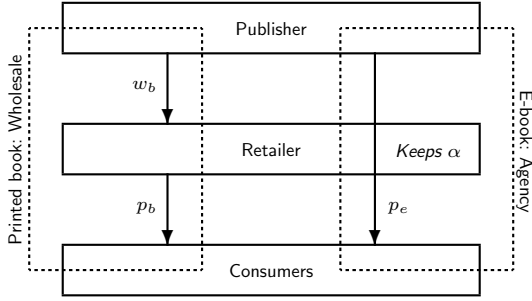 Publisher
Printed book: Wholesale
w_b
Retailer
Keeps α
E-book: Agency
p_b
p_e
Consumers